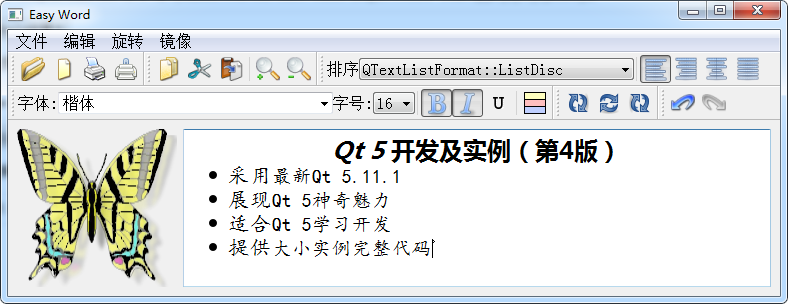 Easy Word
文件 编辑 旋转 镜像
排序 QTextListFormat::ListDisc
字体: 楷体 字号: 16 B I U
Qt 5 开发及实例（第4版）
采用最新Qt 5.11.1
展现Qt 5神奇魅力
适合Qt 5学习开发
提供大小实例完整代码